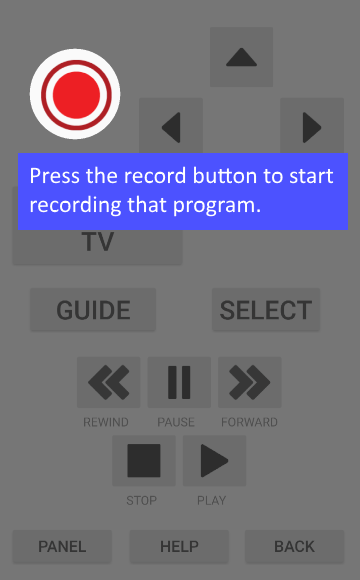 Press the record button to start
recording that program.
TV
GUIDE
SELECT
REWIND
PAUSE
FORWARD
STOP
PLAY
PANEL
HELP
BACK